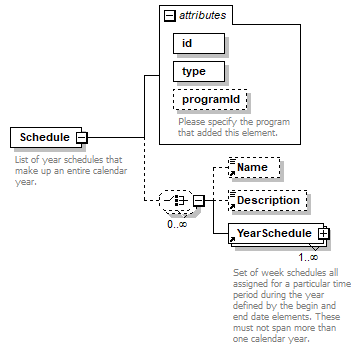 attributes
id
type
programId
Please specify the program
that added this element.
Schedule
List of year schedules that
make up an entire calendar
year.
0..∞
Name
Description
YearSchedule
1..∞
Set of week schedules all
assigned for a particular time
period during the year
defined by the begin and
end date elements. These
must not span more than
one calendar year.